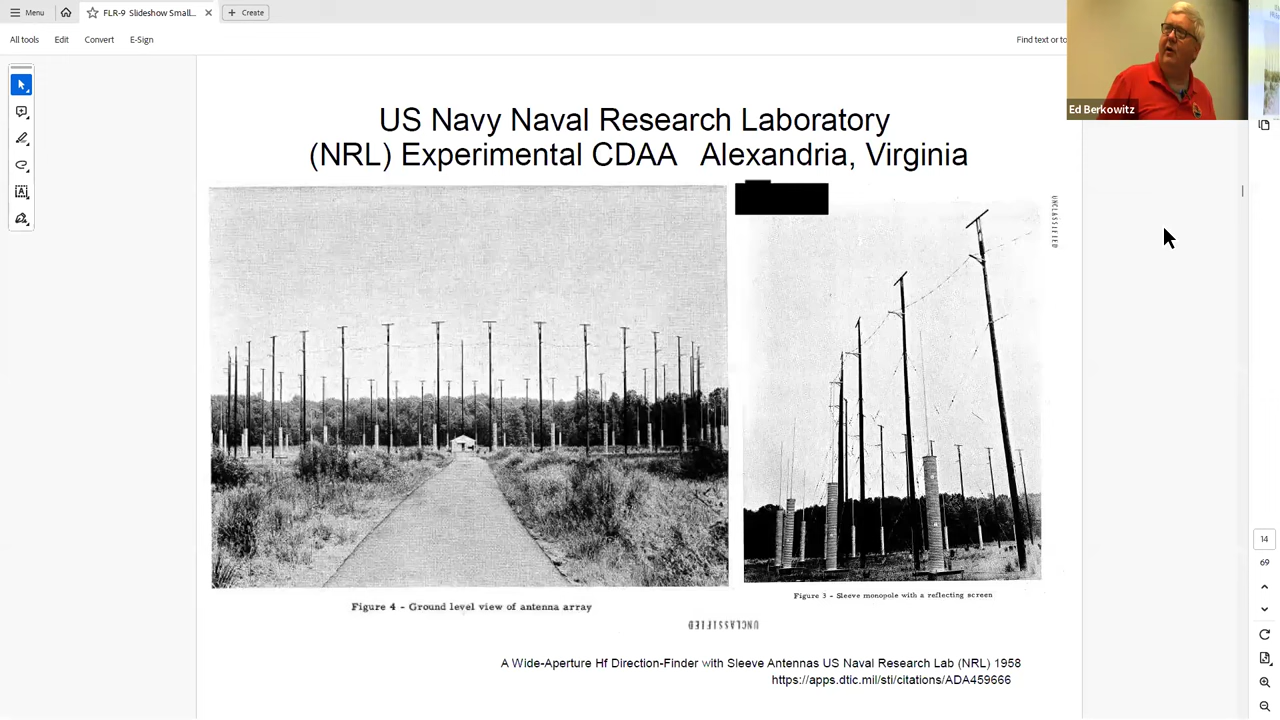 Menu
FLR-9 Slideshow Small...
Create
All tools
Edit
Convert
E-Sign
Find text or to
Ed Berkowitz
US Navy Naval Research Laboratory
(NRL) Experimental CDAA Alexandria, Virginia
UNCLASSIFIED
Figure 4 - Ground level view of antenna array
Figure 3 - Sleeve monopole with a reflecting screen
UNCLASSIFIED
A Wide-Aperture Hf Direction-Finder with Sleeve Antennas US Naval Research Lab (NRL) 1958
https://apps.dtic.mil/sti/citations/ADA459666
14
69